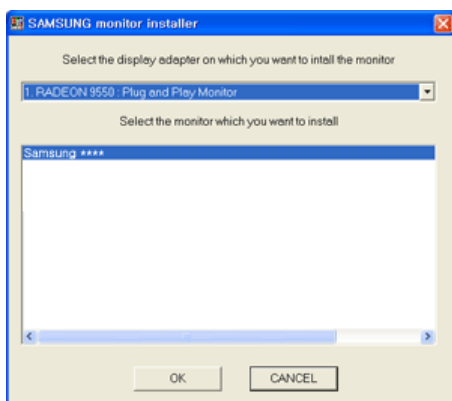 SAMSUNG monitor installer
Select the display adapter on which you want to intall the monitor
1. RADEON 9550 : Plug and Play Monitor
Select the monitor which you want to install
Samsung ****
OK
CANCEL